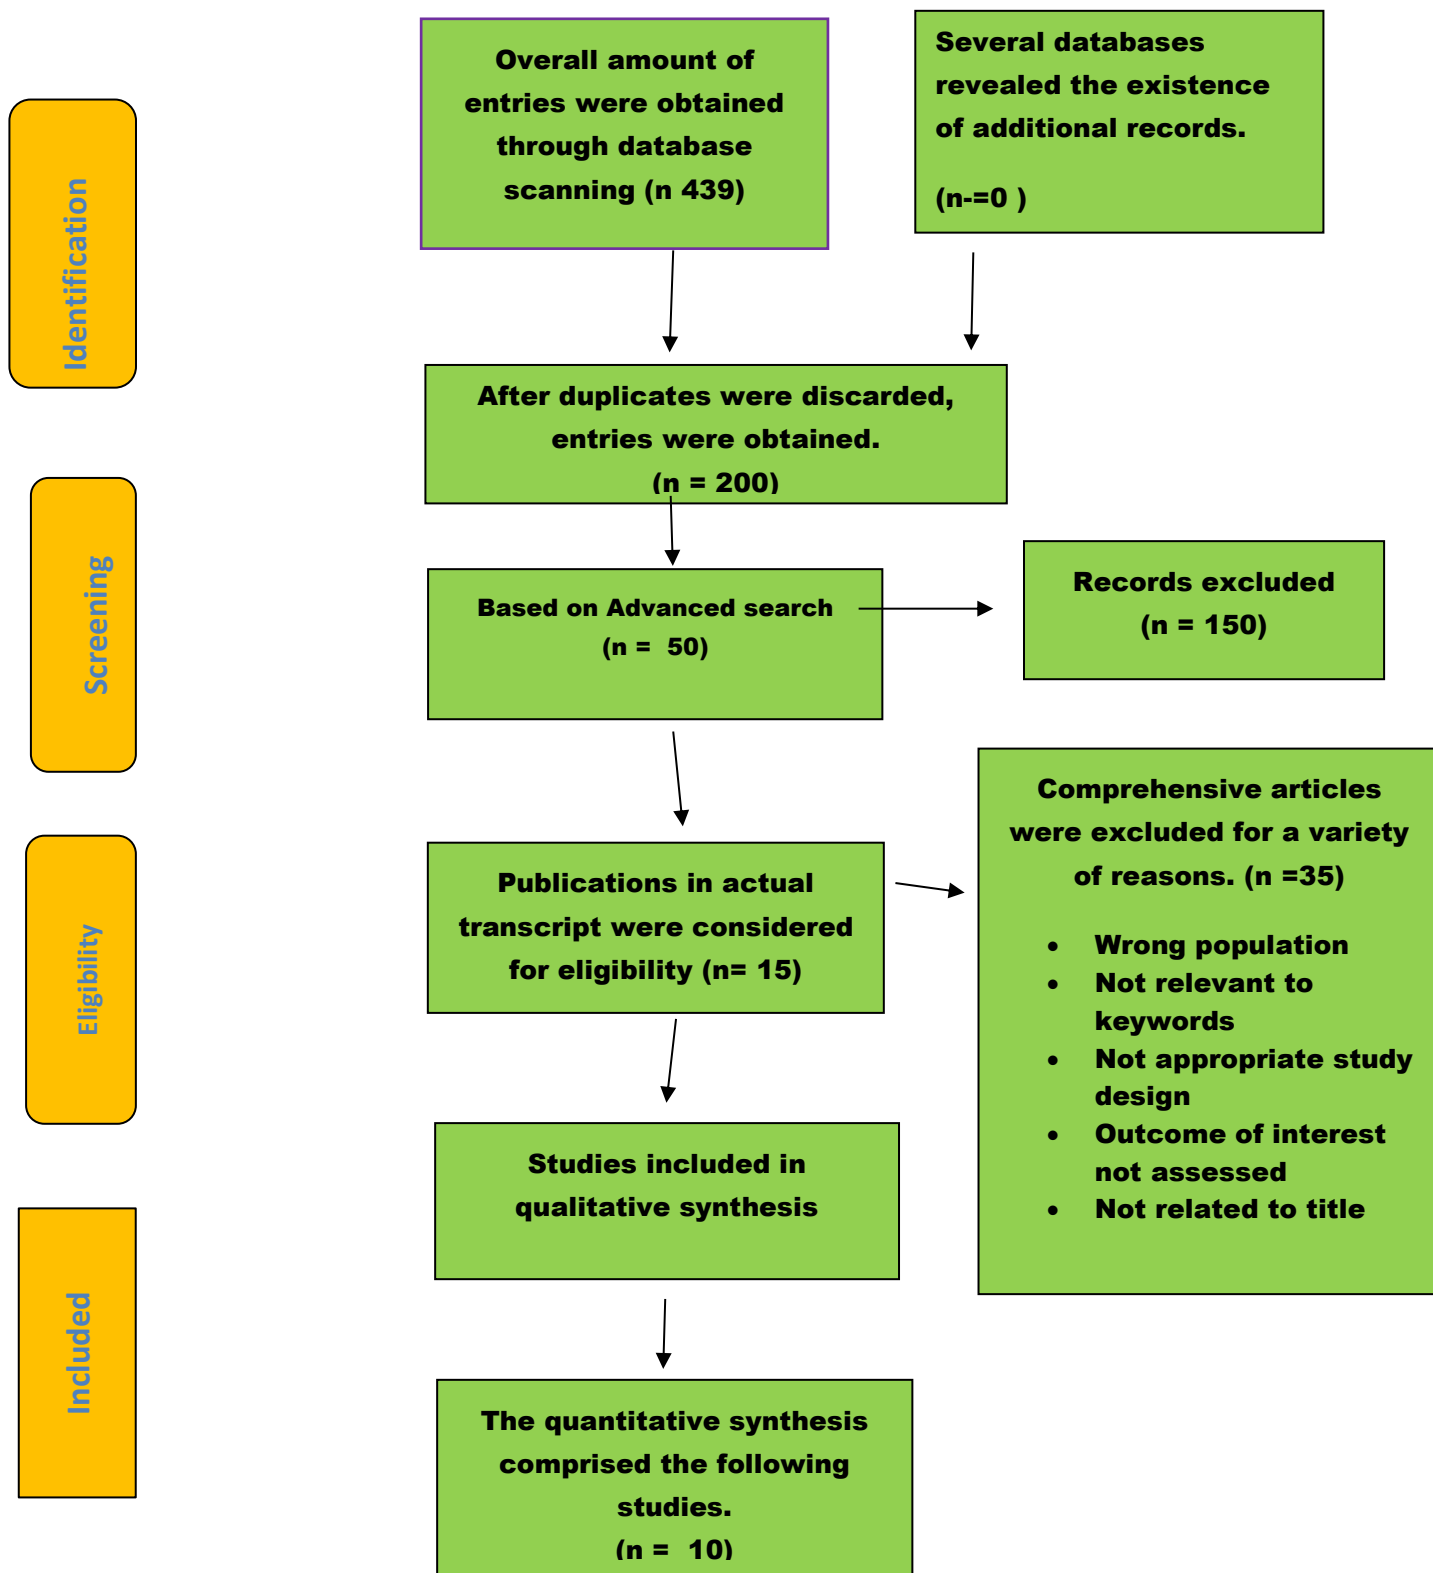 Identification
Overall amount of
entries were obtained
through database
scanning (n 439)
Several databases
revealed the existence
of additional records.
(n-=0 )
After duplicates were discarded,
entries were obtained.
(n = 200)
Screening
Based on Advanced search
(n =  50)
Records excluded
(n = 150)
Eligibility
Publications in actual
transcript were considered
for eligibility (n= 15)
Comprehensive articles
were excluded for a variety
of reasons. (n =35)
• Wrong population
• Not relevant to
keywords
• Not appropriate study
design
• Outcome of interest
not assessed
• Not related to title
Studies included in
qualitative synthesis
Included
The quantitative synthesis
comprised the following
studies.
(n =  10)